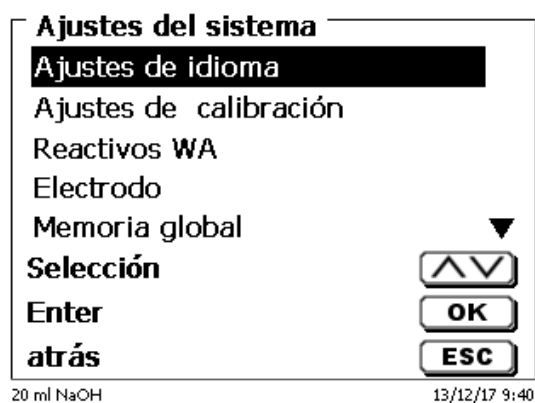 Ajustes del sistema
Ajustes de idioma
Ajustes de calibración
Reactivos WA
Electrodo
Memoria global
Selección
Enter OK
atrás ESC
20 ml NaOH 13/12/17 9:40